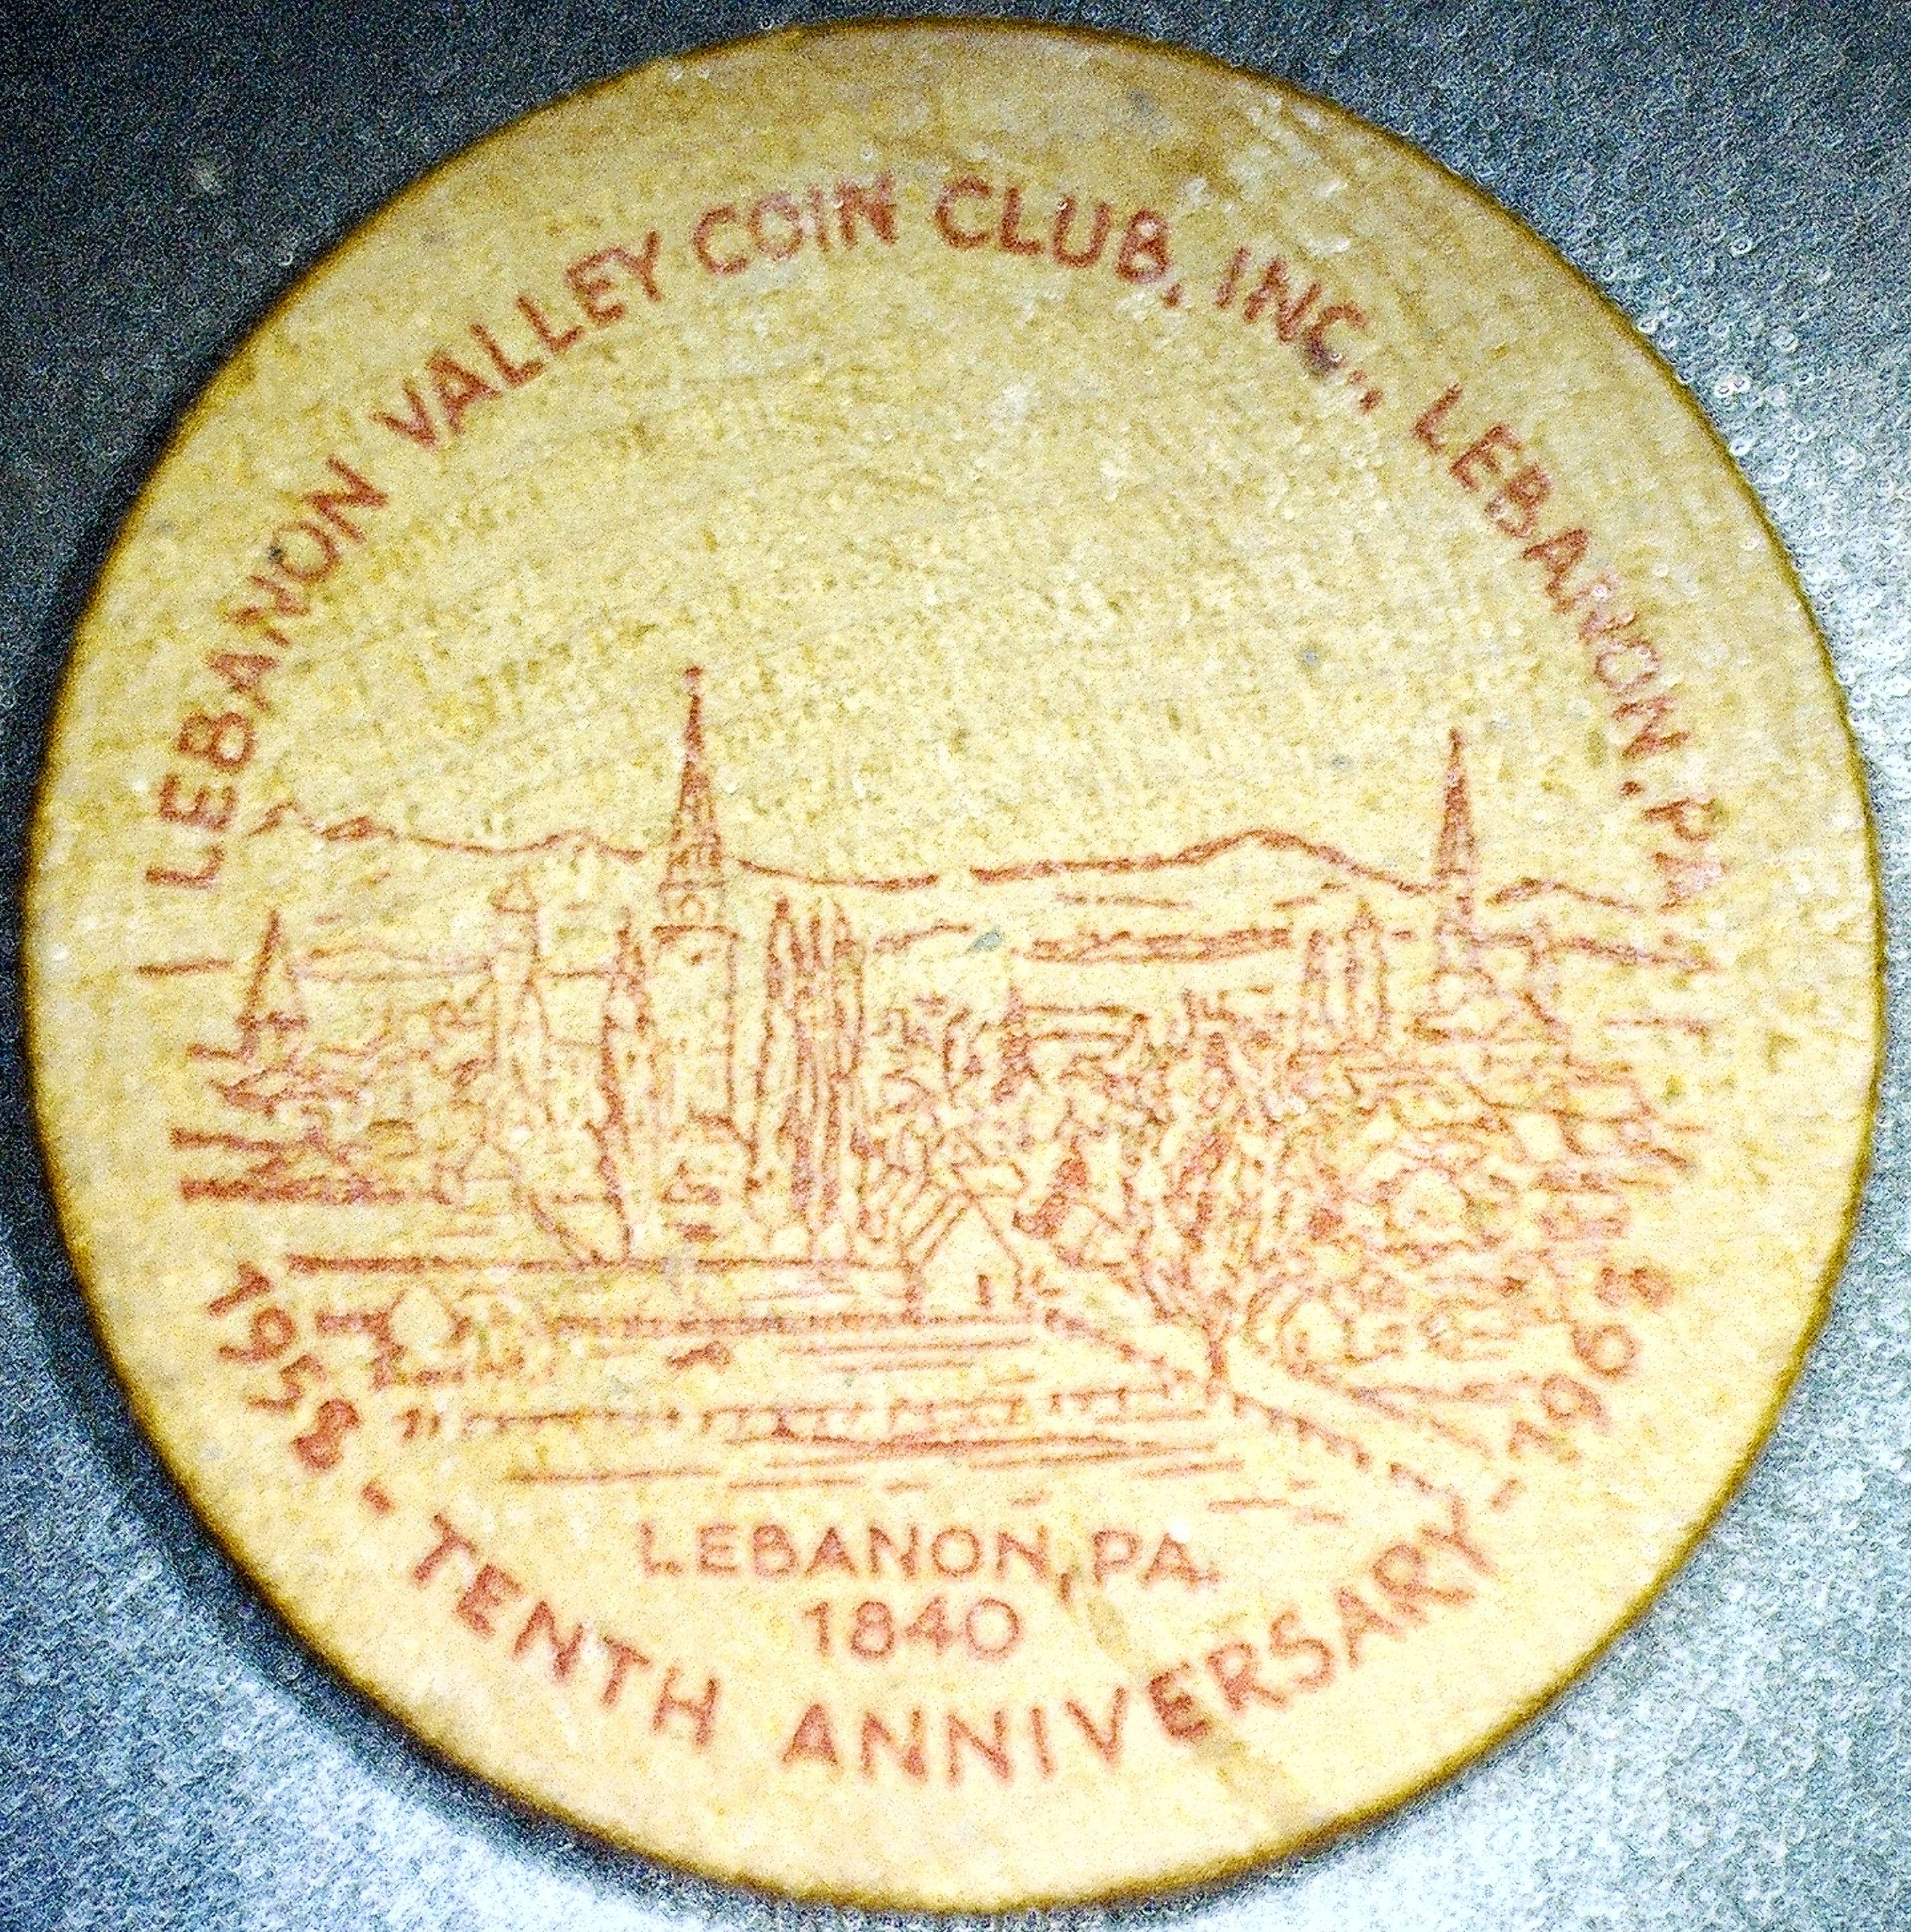 LEBANON VALLEY COIN CLUB, INC., LEBANON, PA
LEBANON, PA.
1840
1958 - TENTH ANNIVERSARY - 1968